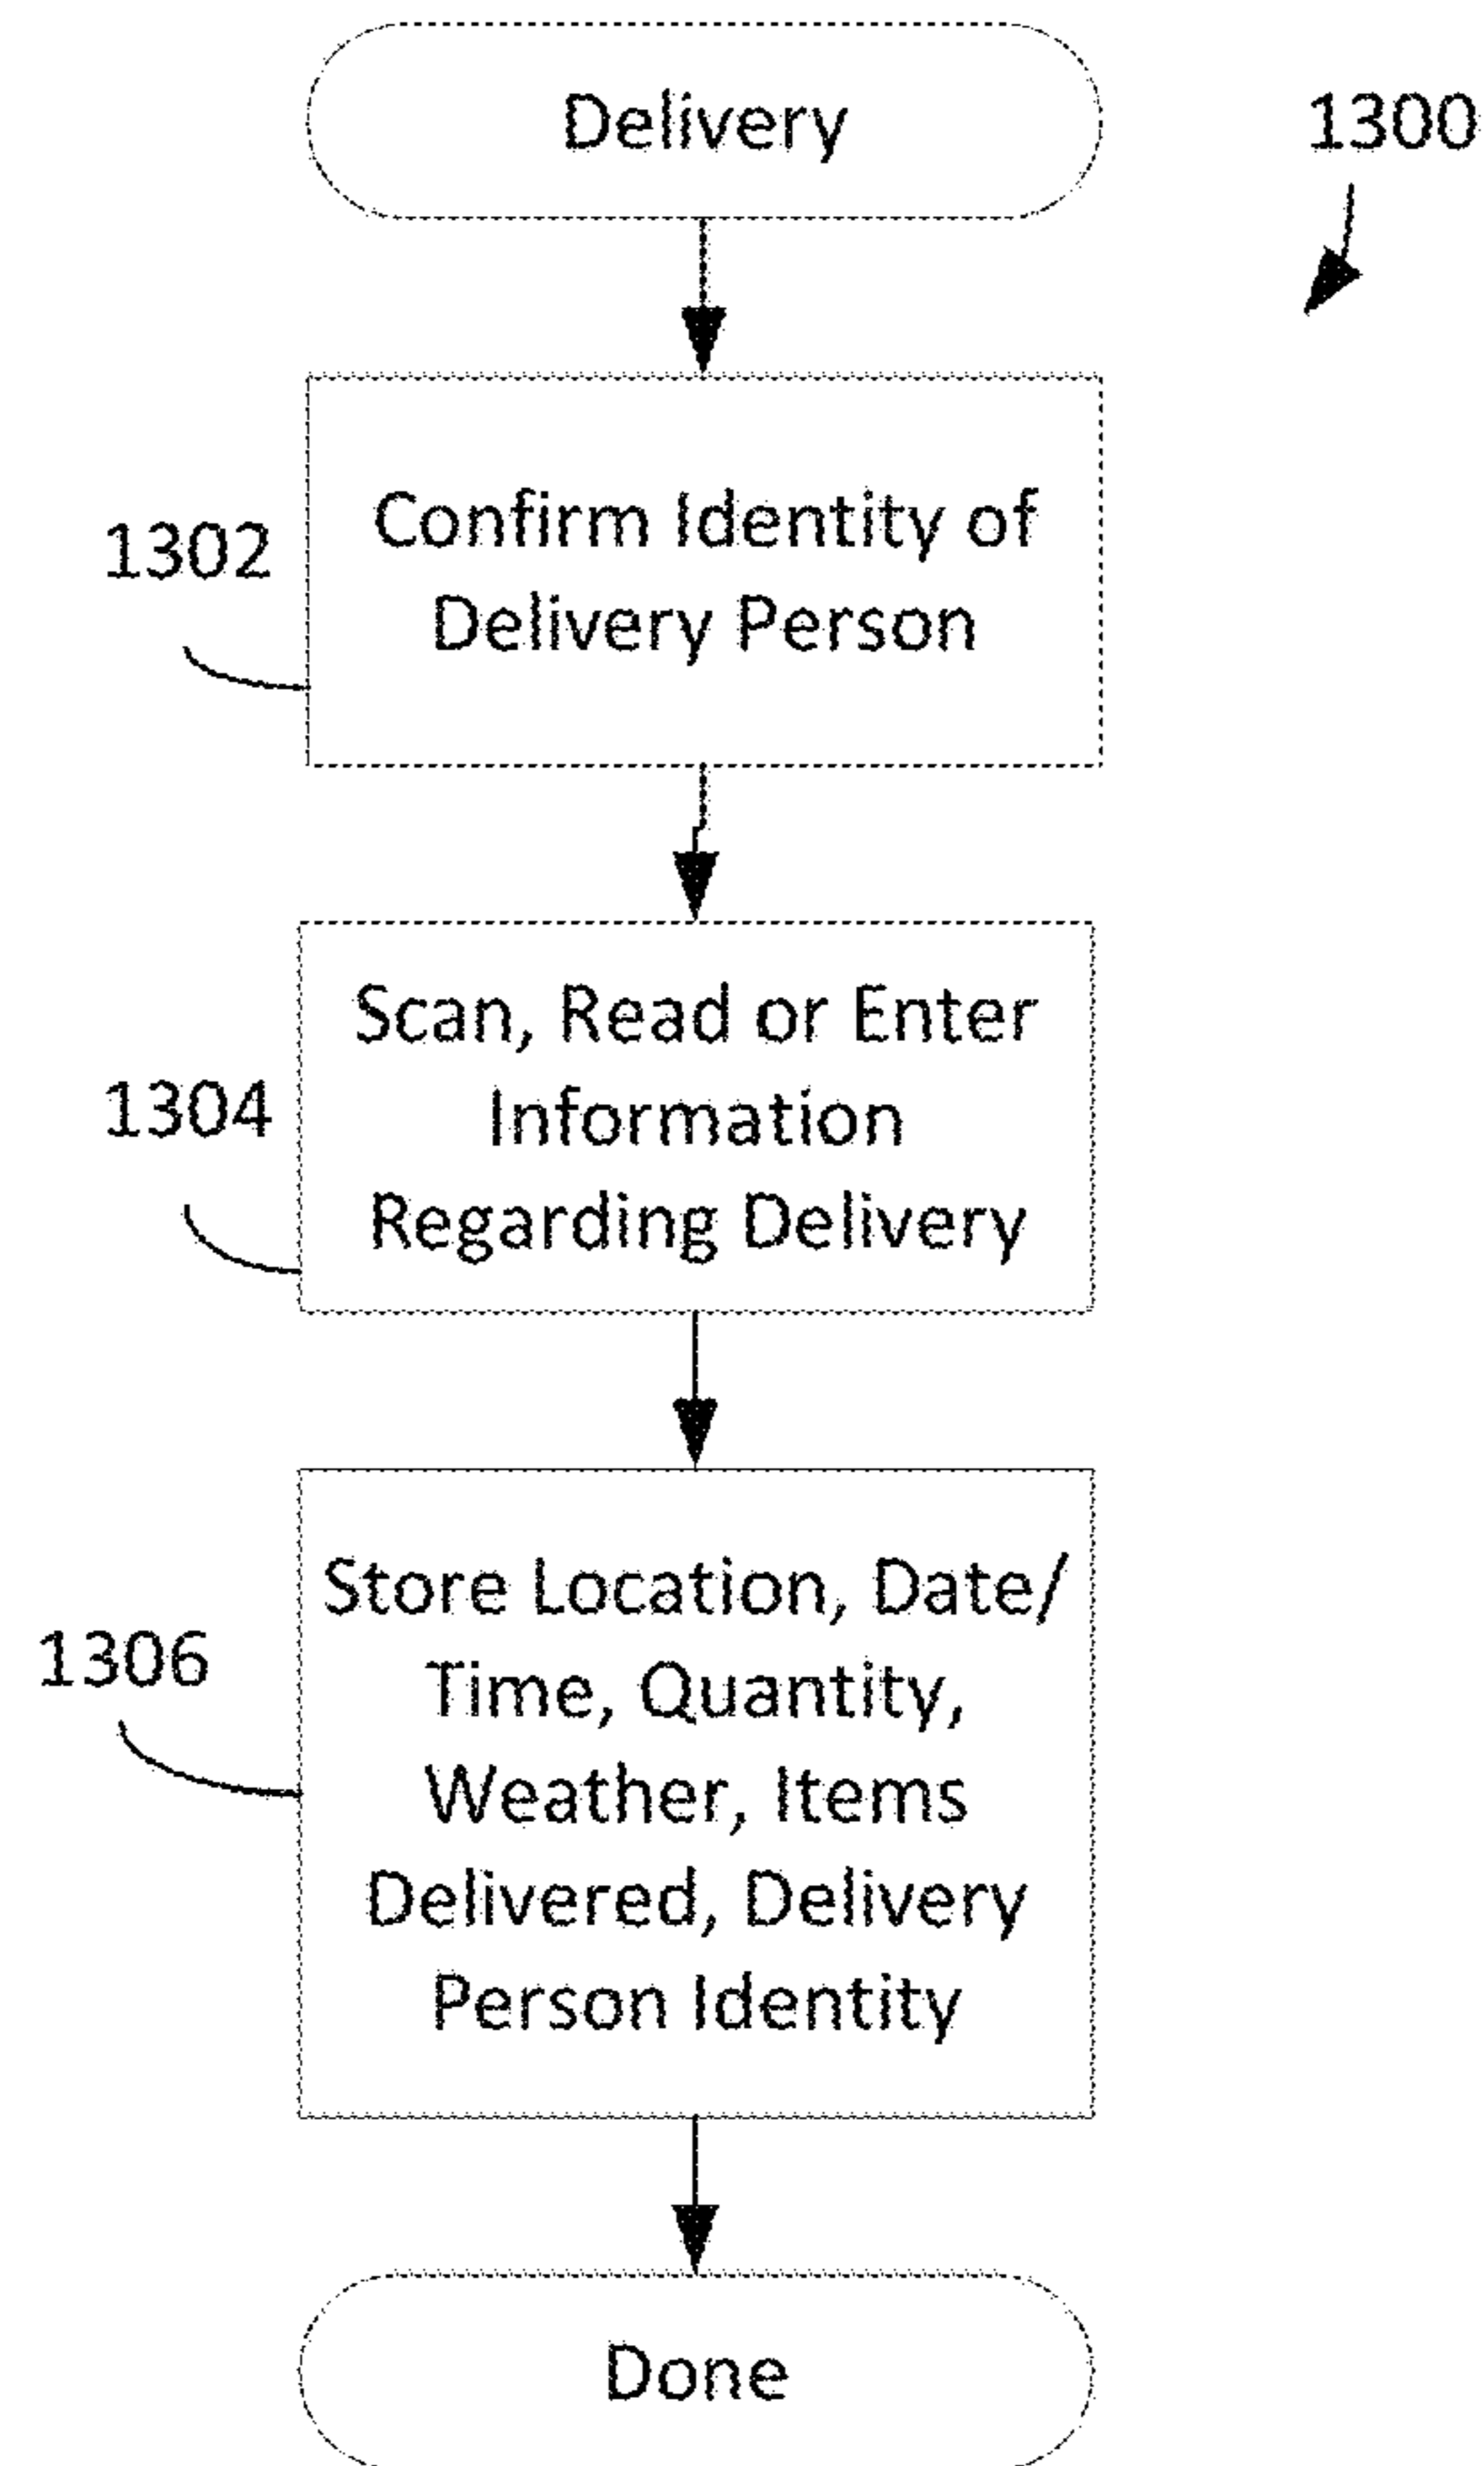 Delivery
1300
Confirm Identity of
Delivery Person
1302
Scan, Read or Enter
Information
Regarding Delivery
1304
Store Location, Date/
Time, Quantity,
Weather, Items
Delivered, Delivery
Person Identity
1306
Done